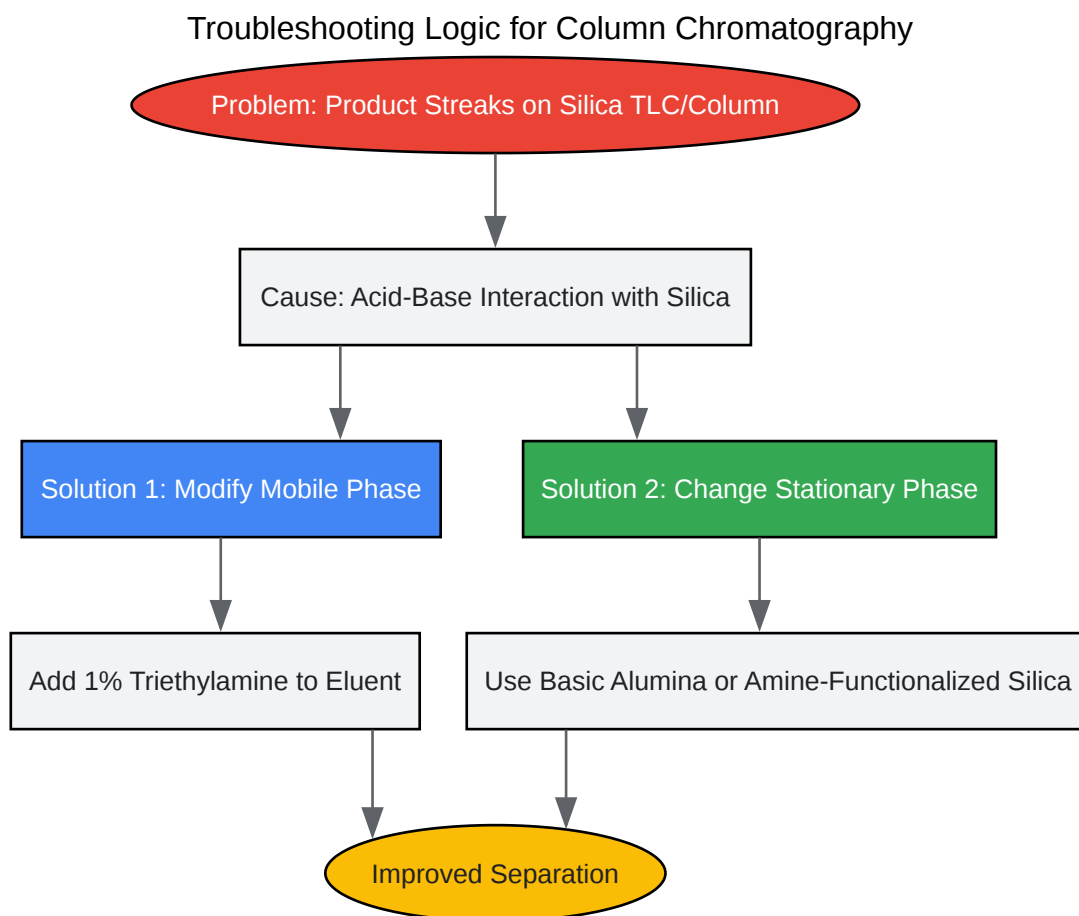 Troubleshooting Logic for Column Chromatography
Problem: Product Streaks on Silica TLC/Column
Cause: Acid-Base Interaction with Silica
Solution 1: Modify Mobile Phase
Solution 2: Change Stationary Phase
Add 1% Triethylamine to Eluent
Use Basic Alumina or Amine-Functionalized Silica
Improved Separation